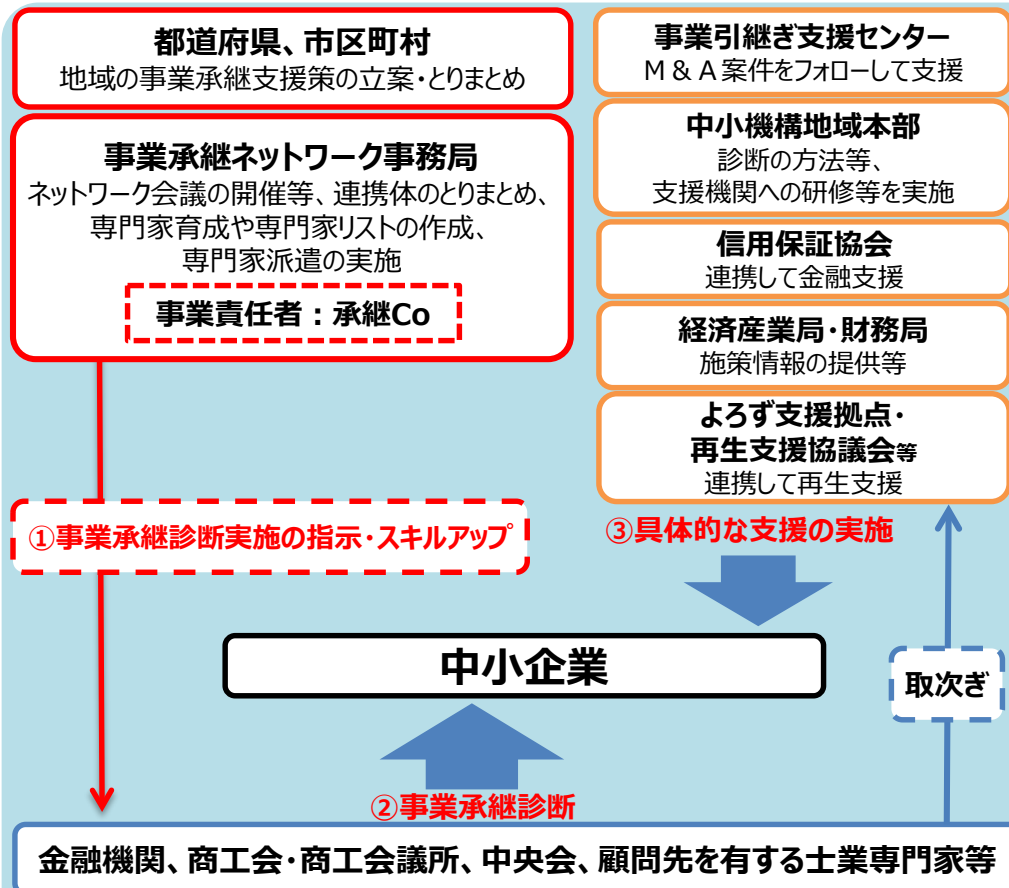 都道府県、市区町村
地域の事業承継支援策の立案・とりまとめ
事業承継ネットワーク事務局
ネットワーク会議の開催等、連携体のとりまとめ、
専門家育成や専門家リストの作成、
専門家派遣の実施
事業責任者：承継Co
事業引継ぎ支援センター
M&A案件をフォローして支援
中小機構地域本部
診断の方法等、
支援機関への研修等を実施
信用保証協会
連携して金融支援
経済産業局・財務局
施策情報の提供等
よろず支援拠点・
再生支援協議会等
連携して再生支援
①事業承継診断実施の指示・スキルアップ
③具体的な支援の実施
中小企業
取次ぎ
②事業承継診断
金融機関、商工会・商工会議所、中央会、顧問先を有する士業専門家等